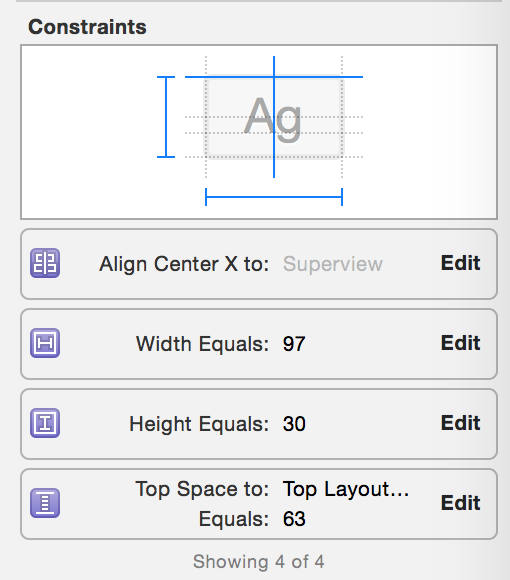 Constraints
Ag
Align Center X to: Superview Edit
Width Equals: 97 Edit
Height Equals: 30 Edit
Top Space to: Top Layout...
Equals: 63 Edit
Showing 4 of 4